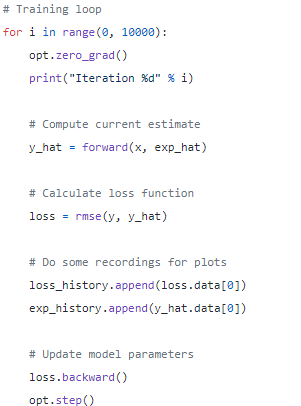 # Training loop
for i in range(0, 10000):
    opt.zero_grad()
    print("Iteration %d" % i)
    # Compute current estimate
    y_hat = forward(x, exp_hat)
    # Calculate loss function
    loss = rmse(y, y_hat)
    # Do some recordings for plots
    loss_history.append(loss.data[0])
    exp_history.append(y_hat.data[0])
    # Update model parameters
    loss.backward()
    opt.step()